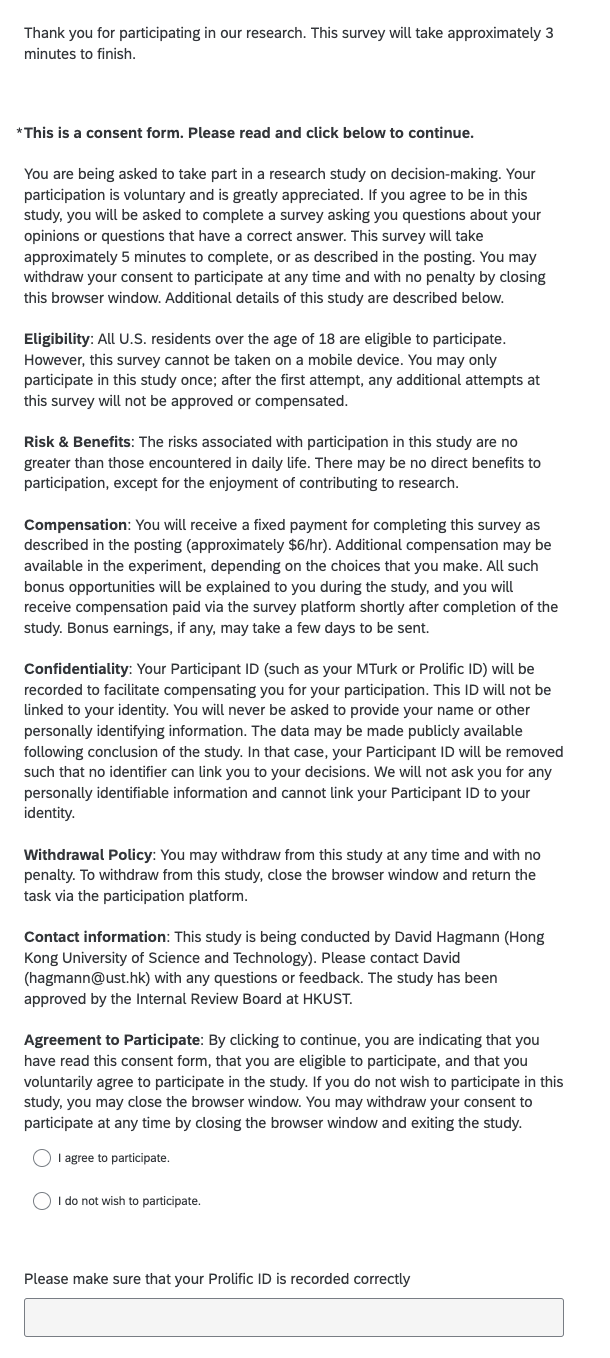 Thank you for participating in our research. This survey will take approximately 3
minutes to finish.
*This is a consent form. Please read and click below to continue.
You are being asked to take part in a research study on decision-making. Your
participation is voluntary and is greatly appreciated. If you agree to be in this
study, you will be asked to complete a survey asking you questions about your
opinions or questions that have a correct answer. This survey will take
approximately 5 minutes to complete, or as described in the posting. You may
withdraw your consent to participate at any time and with no penalty by closing
this browser window. Additional details of this study are described below.
Eligibility: All U.S. residents over the age of 18 are eligible to participate.
However, this survey cannot be taken on a mobile device. You may only
participate in this study once; after the first attempt, any additional attempts at
this survey will not be approved or compensated.
Risk & Benefits: The risks associated with participation in this study are no
greater than those encountered in daily life. There may be no direct benefits to
participation, except for the enjoyment of contributing to research.
Compensation: You will receive a fixed payment for completing this survey as
described in the posting (approximately $6/hr). Additional compensation may be
available in the experiment, depending on the choices that you make. All such
bonus opportunities will be explained to you during the study, and you will
receive compensation paid via the survey platform shortly after completion of the
study. Bonus earnings, if any, may take a few days to be sent.
Confidentiality: Your Participant ID (such as your MTurk or Prolific ID) will be
recorded to facilitate compensating you for your participation. This ID will not be
linked to your identity. You will never be asked to provide your name or other
personally identifying information. The data may be made publicly available
following conclusion of the study. In that case, your Participant ID will be removed
such that no identifier can link you to your decisions. We will not ask you for any
personally identifiable information and cannot link your Participant ID to your
identity.
Withdrawal Policy: You may withdraw from this study at any time and with no
penalty. To withdraw from this study, close the browser window and return the
task via the participation platform.
Contact information: This study is being conducted by David Hagmann (Hong
Kong University of Science and Technology). Please contact David
(hagmann@ust.hk) with any questions or feedback. The study has been
approved by the Internal Review Board at HKUST.
Agreement to Participate: By clicking to continue, you are indicating that you
have read this consent form, that you are eligible to participate, and that you
voluntarily agree to participate in the study. If you do not wish to participate in this
study, you may close the browser window. You may withdraw your consent to
participate at any time by closing the browser window and exiting the study.
I agree to participate.
I do not wish to participate.
Please make sure that your Prolific ID is recorded correctly